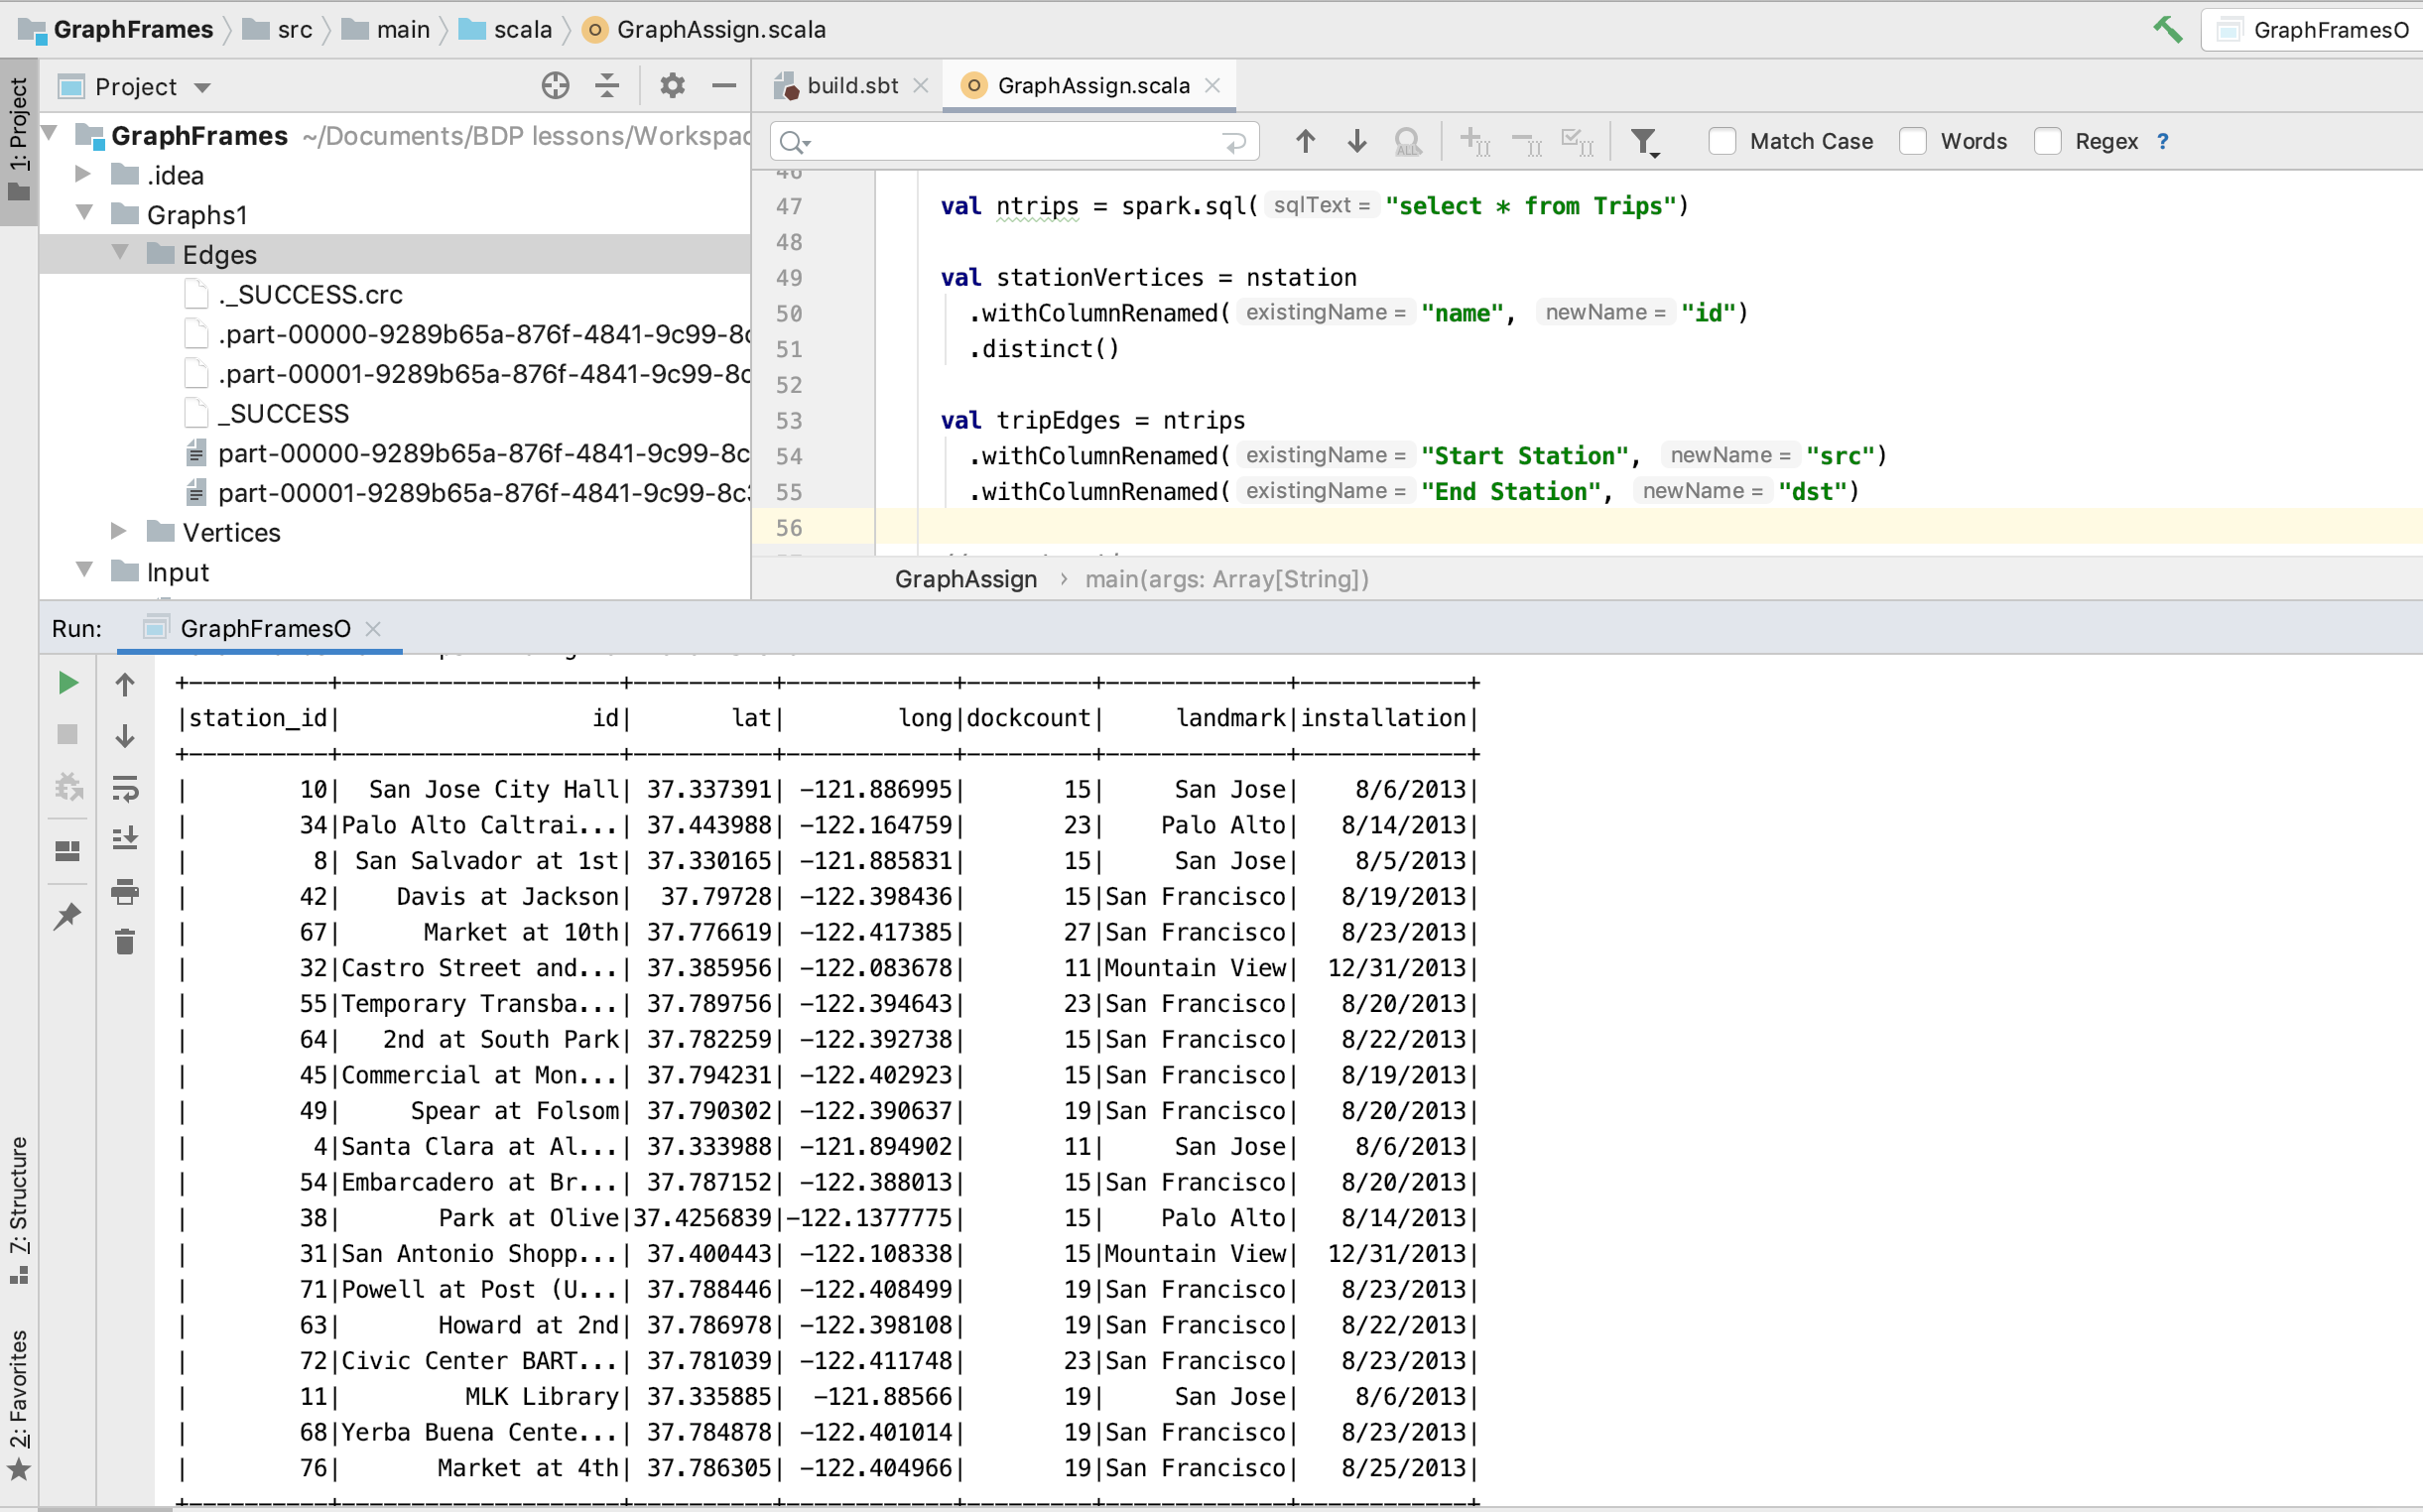 GraphFrames src main scala GraphAssign.scala GraphFramesO
1: Project
Project
build.sbt GraphAssign.scala
GraphFrames ~/Documents/BDP lessons/Workspac
.idea
Graphs1
Edges
._SUCCESS.crc
.part-00000-9289b65a-876f-4841-9c99-8c
.part-00001-9289b65a-876f-4841-9c99-8c
_SUCCESS
part-00000-9289b65a-876f-4841-9c99-8c
part-00001-9289b65a-876f-4841-9c99-8c
Vertices
Input
ALL Match Case Words Regex ?
46
47 val ntrips = spark.sql( sqlText = "select * from Trips")
48
49 val stationVertices = nstation
50 .withColumnRenamed( existingName = "name", newName = "id")
51 .distinct()
52
53 val tripEdges = ntrips
54 .withColumnRenamed( existingName = "Start Station", newName = "src")
55 .withColumnRenamed( existingName = "End Station", newName = "dst")
56
GraphAssign › main(args: Array[String])
Run: GraphFramesO
+----------+--------------------+----------+------------+---------+-------------+------------+
|station_id|                  id|       lat|        long|dockcount|     landmark|installation|
+----------+--------------------+----------+------------+---------+-------------+------------+
|        10|  San Jose City Hall| 37.337391| -121.886995|       15|     San Jose|    8/6/2013|
|        34|Palo Alto Caltrai...| 37.443988| -122.164759|       23|    Palo Alto|   8/14/2013|
|         8| San Salvador at 1st| 37.330165| -121.885831|       15|     San Jose|    8/5/2013|
|        42|    Davis at Jackson|  37.79728| -122.398436|       15|San Francisco|   8/19/2013|
|        67|      Market at 10th| 37.776619| -122.417385|       27|San Francisco|   8/23/2013|
|        32|Castro Street and...| 37.385956| -122.083678|       11|Mountain View|  12/31/2013|
|        55|Temporary Transba...| 37.789756| -122.394643|       23|San Francisco|   8/20/2013|
|        64|   2nd at South Park| 37.782259| -122.392738|       15|San Francisco|   8/22/2013|
|        45|Commercial at Mon...| 37.794231| -122.402923|       15|San Francisco|   8/19/2013|
|        49|     Spear at Folsom| 37.790302| -122.390637|       19|San Francisco|   8/20/2013|
|         4|Santa Clara at Al...| 37.333988| -121.894902|       11|     San Jose|    8/6/2013|
|        54|Embarcadero at Br...| 37.787152| -122.388013|       15|San Francisco|   8/20/2013|
|        38|       Park at Olive|37.4256839|-122.1377775|       15|    Palo Alto|   8/14/2013|
|        31|San Antonio Shopp...| 37.400443| -122.108338|       15|Mountain View|  12/31/2013|
|        71|Powell at Post (U...| 37.788446| -122.408499|       19|San Francisco|   8/23/2013|
|        63|       Howard at 2nd| 37.786978| -122.398108|       19|San Francisco|   8/22/2013|
|        72|Civic Center BART...| 37.781039| -122.411748|       23|San Francisco|   8/23/2013|
|        11|         MLK Library| 37.335885|  -121.88566|       19|     San Jose|    8/6/2013|
|        68|Yerba Buena Cente...| 37.784878| -122.401014|       19|San Francisco|   8/23/2013|
|        76|       Market at 4th| 37.786305| -122.404966|       19|San Francisco|   8/25/2013|
+----------+--------------------+----------+------------+---------+-------------+------------+
7: Structure
2: Favorites